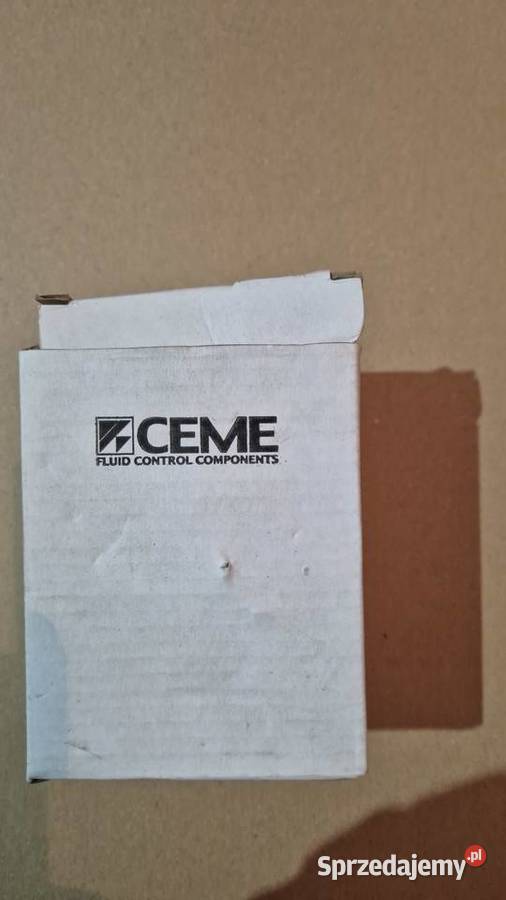 CEME
FLUID CONTROL COMPONENTS
Sprzedajemy.pl